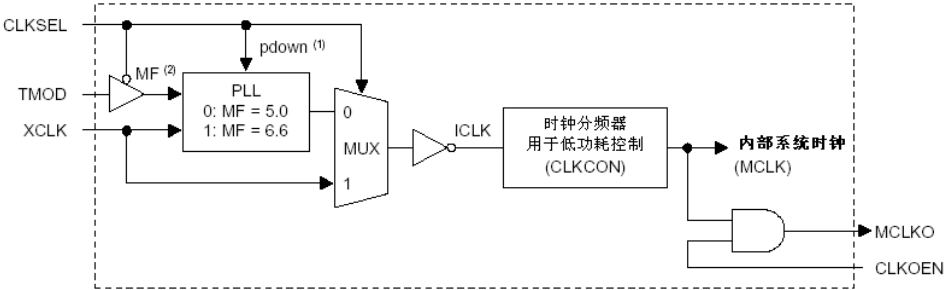 CLKSEL
pdown (1)
MF (2)
TMOD
PLL
0: MF = 5.0
1: MF = 6.6
XCLK
0
MUX
1
ICLK
时钟分频器
用于低功耗控制
(CLKCON)
内部系统时钟
(MCLK)
MCLKO
CLKOEN